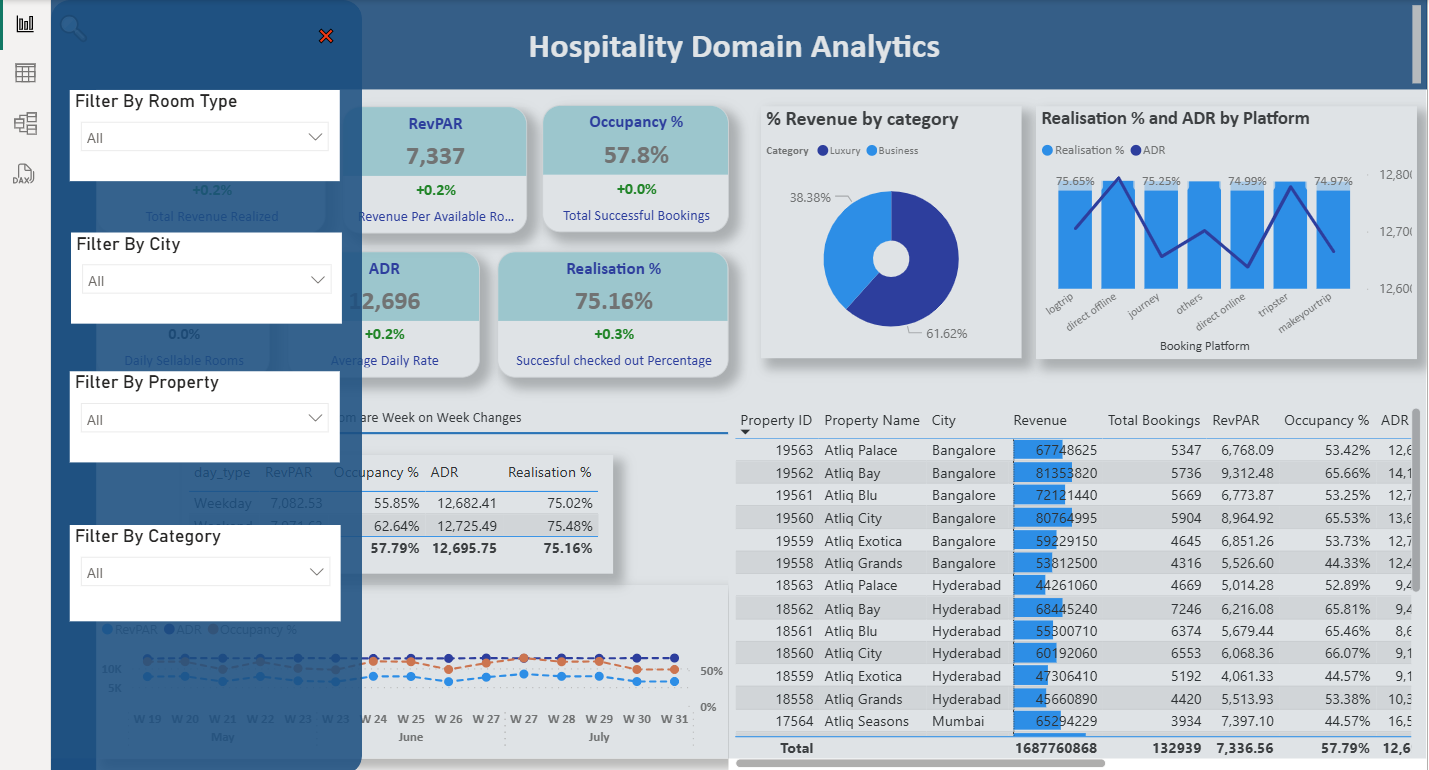 Hospitality Domain Analytics
DAX
Filter By Room Type
All
Filter By City
All
Filter By Property
All
Filter By Category
All
+0.2%
Total Revenue Realized
RevPAR
7,337
+0.2%
Revenue Per Available Ro...
Occupancy %
57.8%
+0.0%
Total Successful Bookings
0.0%
Daily Sellable Rooms
ADR
12,696
+0.2%
Average Daily Rate
Realisation %
75.16%
+0.3%
Succesful checked out Percentage
% Revenue by category
Category Luxury Business
38.38%
61.62%
Realisation % and ADR by Platform
Realisation % ADR
75.65% 75.25% 74.99% 74.97%
12,800
12,700
12,600
logtrip direct offline journey others direct online tripster makeyourtrip
Booking Platform
are Week on Week Changes
day_type RevPAR Occupancy % ADR Realisation %
Weekday 7,082.53 55.85% 12,682.41 75.02%
62.64% 12,725.49 75.48%
57.79% 12,695.75 75.16%
RevPAR ADR Occupancy %
10K
5K
50%
0%
W 19 W 20 W 21 W 22 W 23 W 23 W 24 W 25 W 26 W 27 W 27 W 28 W 29 W 30 W 31
May June July
Property ID Property Name City Revenue Total Bookings RevPAR Occupancy % ADR
19563 Atliq Palace Bangalore 67748625 5347 6,768.09 53.42% 12,6
19562 Atliq Bay Bangalore 81353820 5736 9,312.48 65.66% 14,1
19561 Atliq Blu Bangalore 72121440 5669 6,773.87 53.25% 12,7
19560 Atliq City Bangalore 80764995 5904 8,964.92 65.53% 13,6
19559 Atliq Exotica Bangalore 59229150 4645 6,851.26 53.73% 12,7
19558 Atliq Grands Bangalore 53812500 4316 5,526.60 44.33% 12,4
18563 Atliq Palace Hyderabad 44261060 4669 5,014.28 52.89% 9,4
18562 Atliq Bay Hyderabad 68445240 7246 6,216.08 65.81% 9,4
18561 Atliq Blu Hyderabad 55300710 6374 5,679.44 65.46% 8,6
18560 Atliq City Hyderabad 60192060 6553 6,068.36 66.07% 9,1
18559 Atliq Exotica Hyderabad 47306410 5192 4,061.33 44.57% 9,1
18558 Atliq Grands Hyderabad 45660890 4420 5,513.93 53.38% 10,3
17564 Atliq Seasons Mumbai 65294229 3934 7,397.10 44.57% 16,5
Total 1687760868 132939 7,336.56 57.79% 12,6